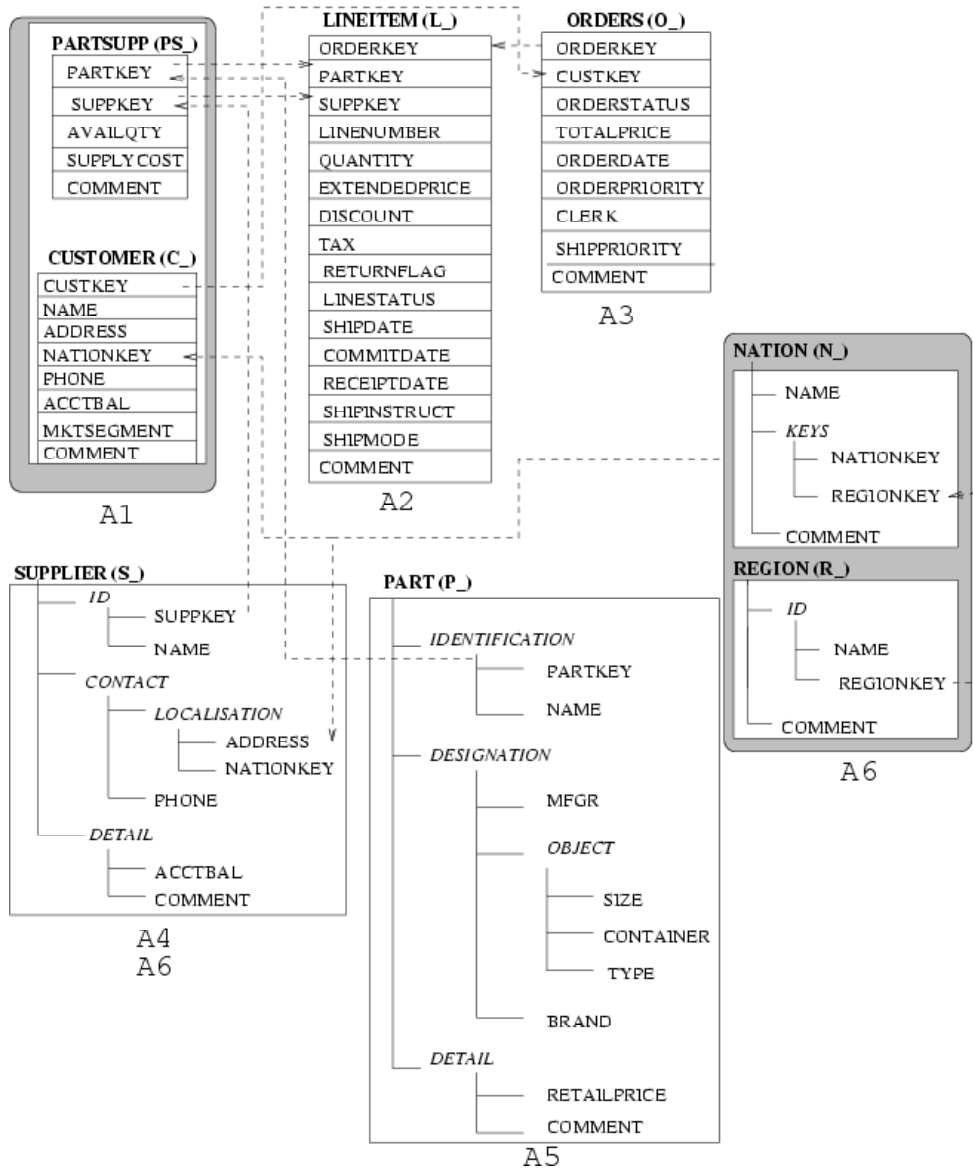 PARTSUPP (PS_)
PARTKEY
SUPPKEY
AVAILQTY
SUPPLYCOST
COMMENT
CUSTOMER (C_)
CUSTKEY
NAME
ADDRESS
NATIONKEY
PHONE
ACCTBAL
MKTSEGMENT
COMMENT
A1
LINEITEM (L_)
ORDERKEY
PARTKEY
SUPPKEY
LINENUMBER
QUANTITY
EXTENDEDPRICE
DISCOUNT
TAX
RETURNFLAG
LINESTATUS
SHIPDATE
COMMITDATE
RECEIPTDATE
SHIPINSTRUCT
SHIPMODE
COMMENT
A2
ORDERS (O_)
ORDERKEY
CUSTKEY
ORDERSTATUS
TOTALPRICE
ORDERDATE
ORDERPRIORITY
CLERK
SHIPPRIORITY
COMMENT
A3
NATION (N_)
NAME
KEYS
NATIONKEY
REGIONKEY
COMMENT
REGION (R_)
ID
NAME
REGIONKEY
COMMENT
A6
SUPPLIER (S_)
ID
SUPPKEY
NAME
CONTACT
LOCALISATION
ADDRESS
NATIONKEY
PHONE
DETAIL
ACCTBAL
COMMENT
A4
A6
PART (P_)
IDENTIFICATION
PARTKEY
NAME
DESIGNATION
MFGR
OBJECT
SIZE
CONTAINER
TYPE
BRAND
DETAIL
RETAILPRICE
COMMENT
A5